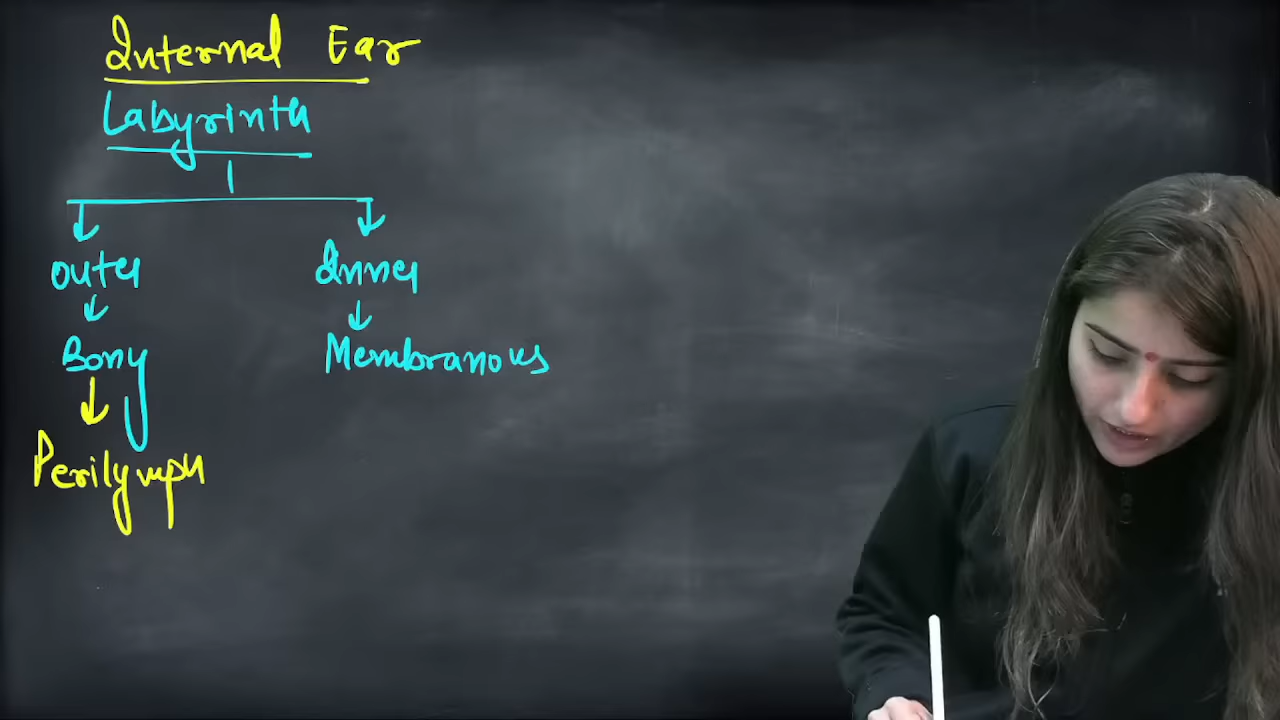 Internal Ear
Labyrinth
Outer Inner
Bony Membranous
Perilymph